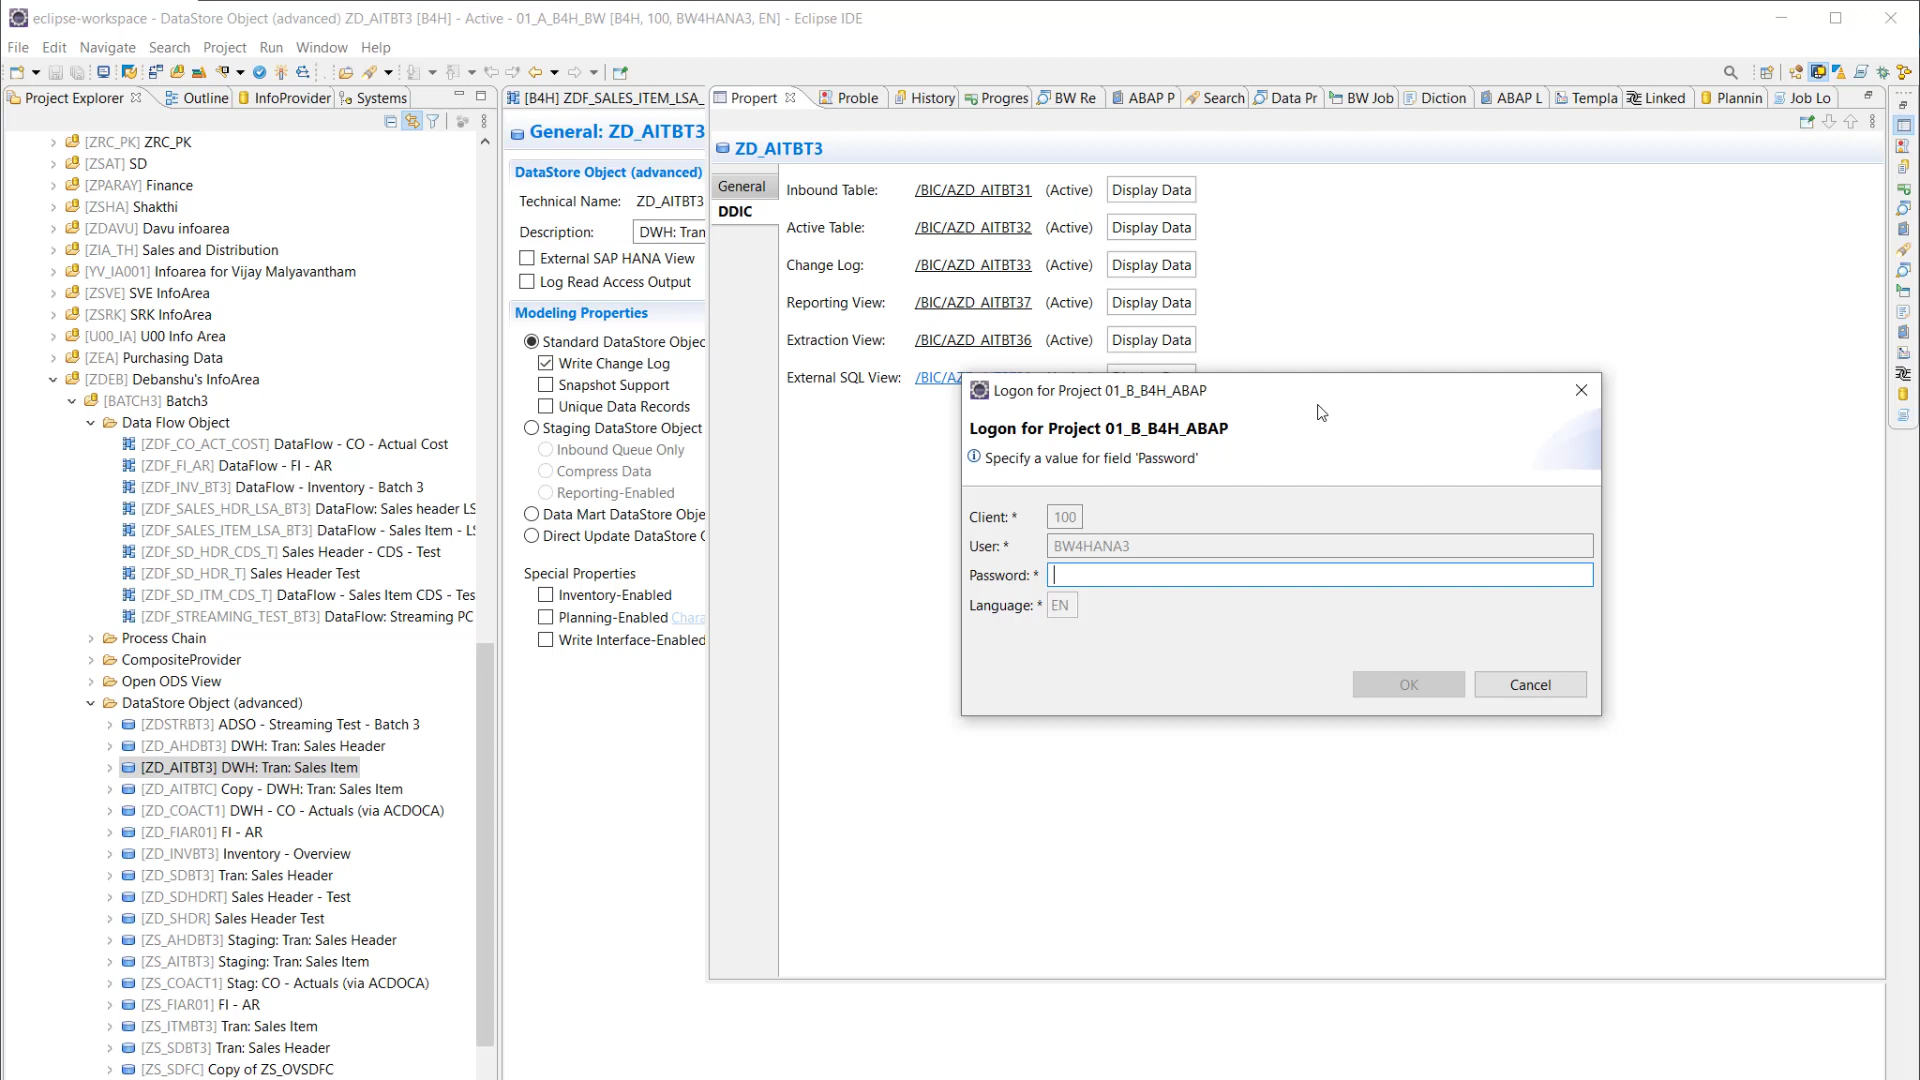 eclipse-workspace - DataStore Object (advanced) ZD_AITBT3 [B4H] - Active - 01_A_B4H_BW [B4H, 100, BW4HANA3, EN] - Eclipse IDE
File Edit Navigate Search Project Run Window Help
Project Explorer
Outline
InfoProvider
Systems
[ZRC_PK] ZRC_PK
[ZSAT] SD
[ZPARAY] Finance
[ZSHA] Shakthi
[ZDAVU] Davu infoarea
[ZIA_TH] Sales and Distribution
[YV_IA001] Infoarea for Vijay Malyavantham
[ZSVE] SVE InfoArea
[ZSRK] SRK InfoArea
[U00_IA] U00 Info Area
[ZEA] Purchasing Data
[ZDEB] Debanshu's InfoArea
[BATCH3] Batch3
Data Flow Object
[ZDF_CO_ACT_COST] DataFlow - CO - Actual Cost
[ZDF_FI_AR] DataFlow - FI - AR
[ZDF_INV_BT3] DataFlow - Inventory - Batch 3
[ZDF_SALES_HDR_LSA_BT3] DataFlow: Sales header LS
[ZDF_SALES_ITEM_LSA_BT3] DataFlow - Sales Item - LS
[ZDF_SD_HDR_CDS_T] Sales Header - CDS - Test
[ZDF_SD_HDR_T] Sales Header Test
[ZDF_SD_ITM_CDS_T] DataFlow - Sales Item CDS - Tes
[ZDF_STREAMING_TEST_BT3] DataFlow: Streaming PC
Process Chain
CompositeProvider
Open ODS View
DataStore Object (advanced)
[ZDSTRBT3] ADSO - Streaming Test - Batch 3
[ZD_AHDBT3] DWH: Tran: Sales Header
[ZD_AITBT3] DWH: Tran: Sales Item
[ZD_AITBTC] Copy - DWH: Tran: Sales Item
[ZD_COACT1] DWH - CO - Actuals (via ACDOCA)
[ZD_FIAR01] FI - AR
[ZD_INVBT3] Inventory - Overview
[ZD_SDBT3] Tran: Sales Header
[ZD_SDHDRT] Sales Header - Test
[ZD_SHDR] Sales Header Test
[ZS_AHDBT3] Staging: Tran: Sales Header
[ZS_AITBT3] Staging: Tran: Sales Item
[ZS_COACT1] Stag: CO - Actuals (via ACDOCA)
[ZS_FIAR01] FI - AR
[ZS_ITMBT3] Tran: Sales Item
[ZS_SDBT3] Tran: Sales Header
[ZS_SDFC] Copy of ZS_OVSDFC
[B4H] ZDF_SALES_ITEM_LSA_
General: ZD_AITBT3
DataStore Object (advanced)
Technical Name: ZD_AITBT3
Description: DWH: Tran
External SAP HANA View
Log Read Access Output
Modeling Properties
Standard DataStore Objec
Write Change Log
Snapshot Support
Unique Data Records
Staging DataStore Object
Inbound Queue Only
Compress Data
Reporting-Enabled
Data Mart DataStore Obje
Direct Update DataStore O
Special Properties
Inventory-Enabled
Planning-Enabled Chara
Write Interface-Enabled
Propert Proble History Progres BW Re ABAP P Search Data Pr BW Job Diction ABAP L Templa Linked Plannin Job Lo
ZD_AITBT3
General
DDIC
Inbound Table: /BIC/AZD_AITBT31 (Active) Display Data
Active Table: /BIC/AZD_AITBT32 (Active) Display Data
Change Log: /BIC/AZD_AITBT33 (Active) Display Data
Reporting View: /BIC/AZD_AITBT37 (Active) Display Data
Extraction View: /BIC/AZD_AITBT36 (Active) Display Data
External SQL View: /BIC/AZ
Logon for Project 01_B_B4H_ABAP
Logon for Project 01_B_B4H_ABAP
Specify a value for field 'Password'
Client: * 100
User: * BW4HANA3
Password: *
Language: * EN
OK Cancel